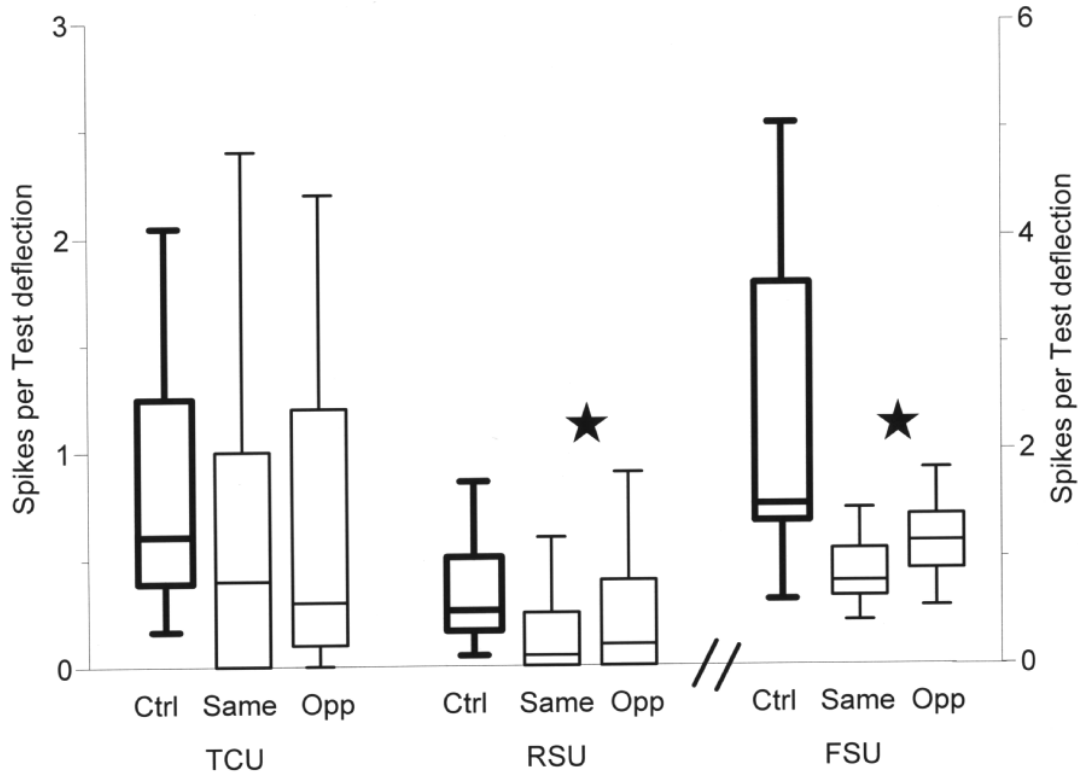 Spikes per Test deflection
3
2
1
0
6
4
2
0
Spikes per Test deflection
Ctrl Same Opp Ctrl Same Opp Ctrl Same Opp
TCU RSU FSU